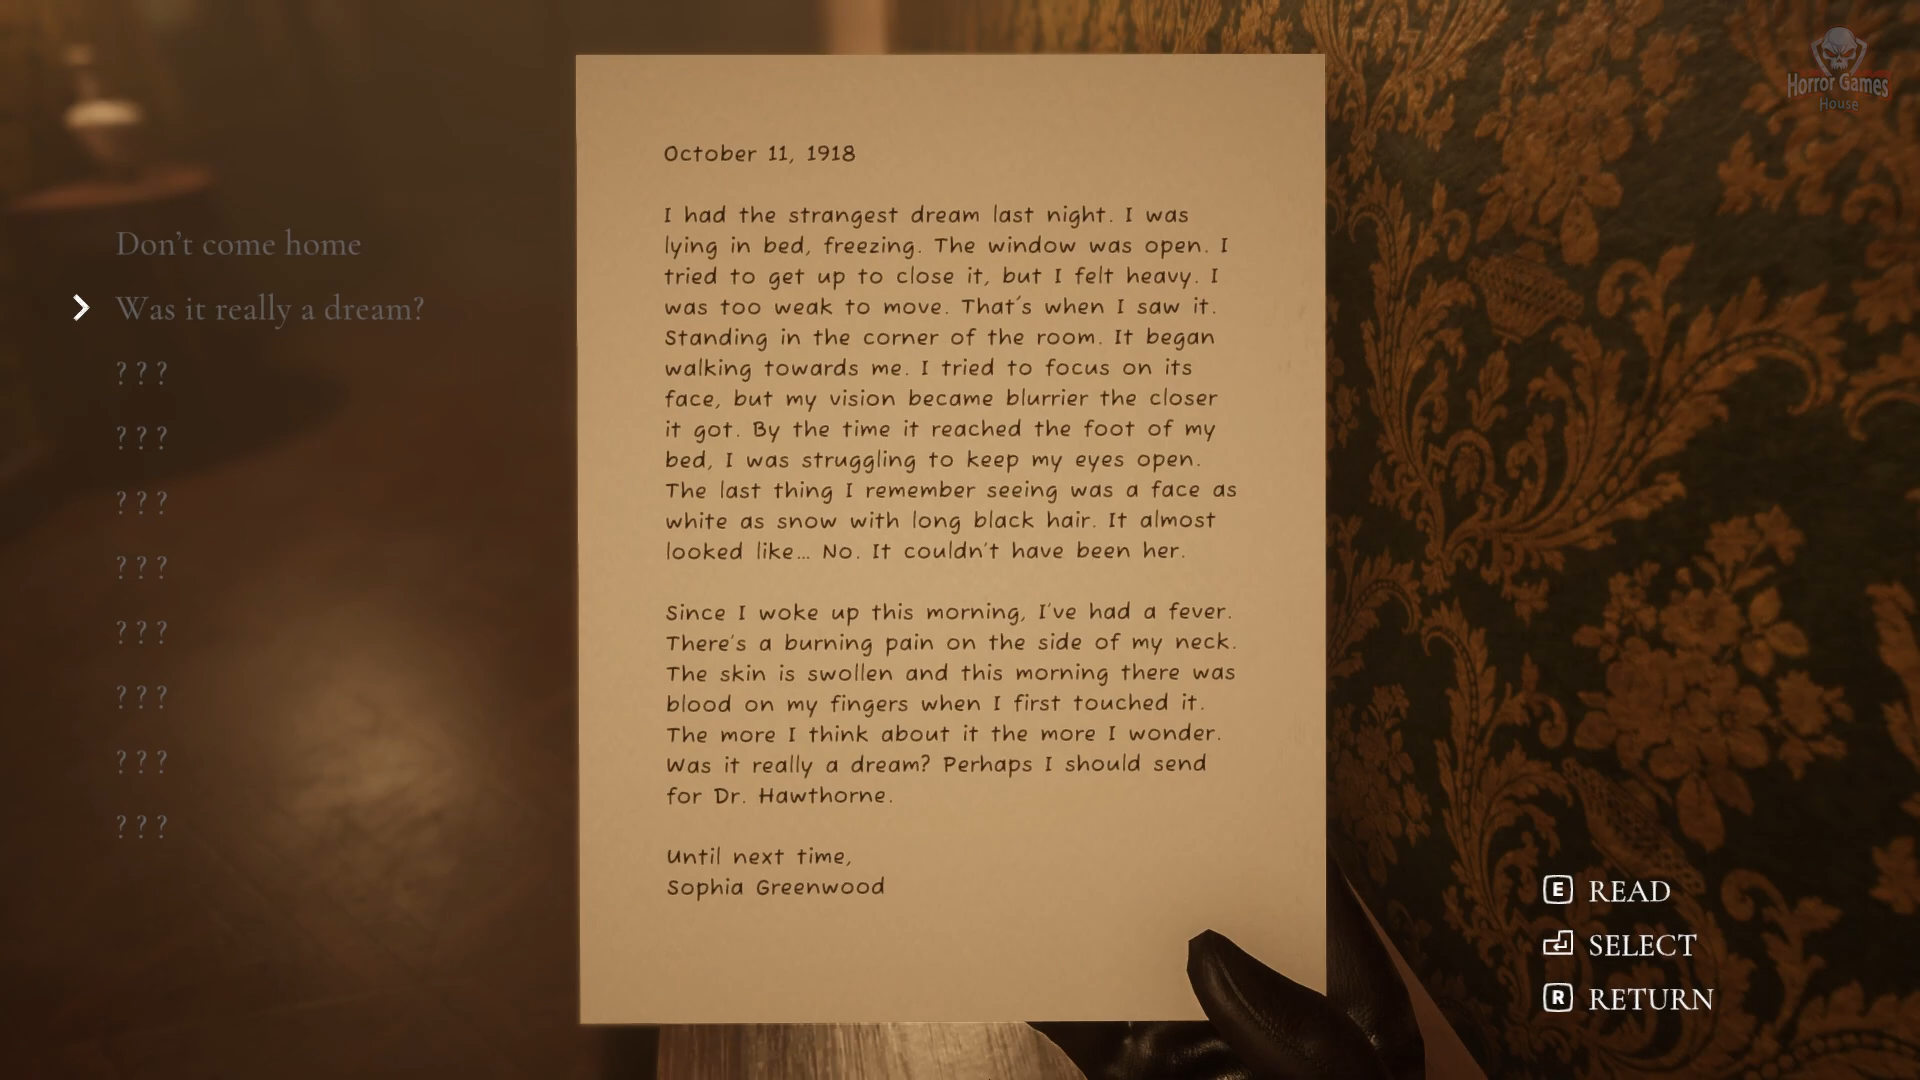 Horror Games
House
Don't come home
Was it really a dream?
? ? ?
? ? ?
? ? ?
? ? ?
? ? ?
? ? ?
? ? ?
? ? ?
October 11, 1918
I had the strangest dream last night. I was
lying in bed, freezing. The window was open. I
tried to get up to close it, but I felt heavy. I
was too weak to move. That's when I saw it.
Standing in the corner of the room. It began
walking towards me. I tried to focus on its
face, but my vision became blurrier the closer
it got. By the time it reached the foot of my
bed, I was struggling to keep my eyes open.
The last thing I remember seeing was a face as
white as snow with long black hair. It almost
looked like... No. It couldn't have been her.
Since I woke up this morning, I've had a fever.
There's a burning pain on the side of my neck.
The skin is swollen and this morning there was
blood on my fingers when I first touched it.
The more I think about it the more I wonder.
Was it really a dream? Perhaps I should send
for Dr. Hawthorne.
Until next time,
Sophia Greenwood
E READ
SELECT
R RETURN